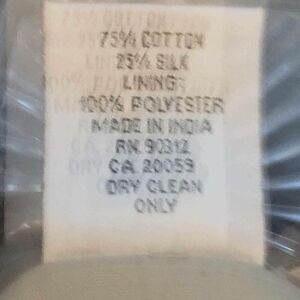 75% COTTON
25% SILK
LINING
100% POLYESTER
MADE IN INDIA
RN. 90312
CA. 20059
DRY CLEAN
ONLY